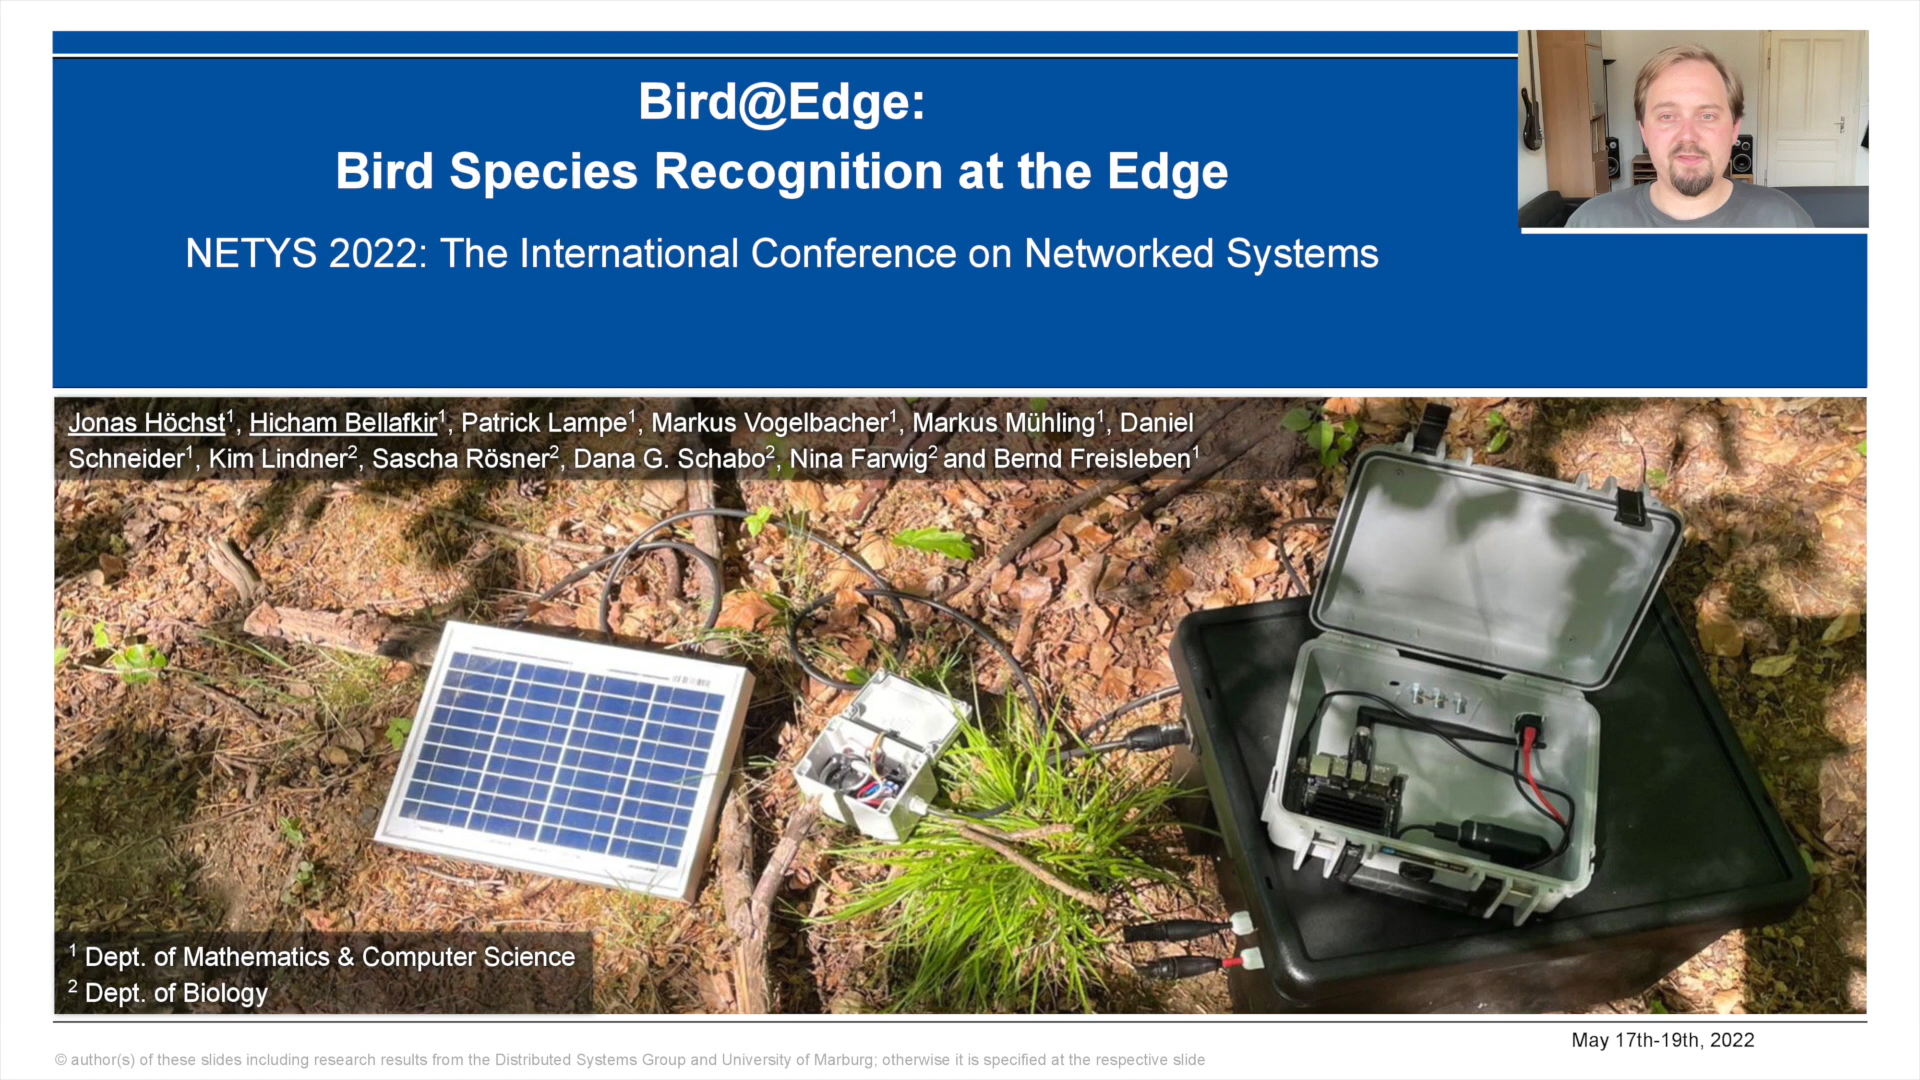 Bird@Edge:
Bird Species Recognition at the Edge
NETYS 2022: The International Conference on Networked Systems
Jonas Höchst¹, Hicham Bellafkir¹, Patrick Lampe¹, Markus Vogelbacher¹, Markus Mühling¹, Daniel
Schneider¹, Kim Lindner², Sascha Rösner², Dana G. Schabo², Nina Farwig² and Bernd Freisleben¹
¹ Dept. of Mathematics & Computer Science
² Dept. of Biology
May 17th-19th, 2022
© author(s) of these slides including research results from the Distributed Systems Group and University of Marburg; otherwise it is specified at the respective slide